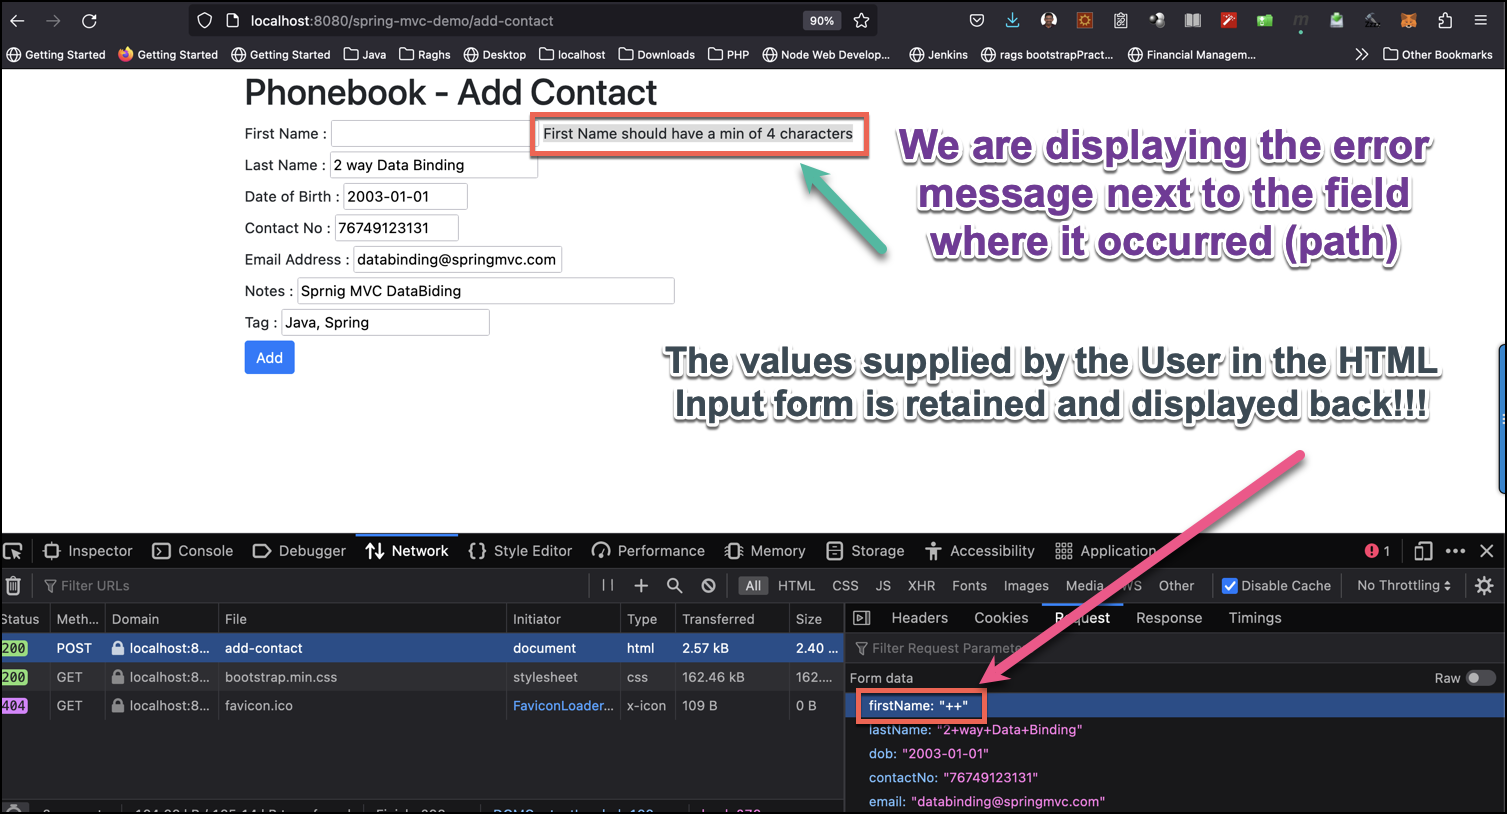 localhost:8080/spring-mvc-demo/add-contact 90%
Getting Started Getting Started Getting Started Java Raghs Desktop localhost Downloads PHP Node Web Develop... Jenkins rags bootstrapPract... Financial Managem... Other Bookmarks
Phonebook - Add Contact
First Name : First Name should have a min of 4 characters
Last Name : 2 way Data Binding
Date of Birth : 2003-01-01
Contact No : 76749123131
Email Address : databinding@springmvc.com
Notes : Sprnig MVC DataBiding
Tag : Java, Spring
Add
We are displaying the error
message next to the field
where it occurred (path)
The values supplied by the User in the HTML
Input form is retained and displayed back!!!
Inspector Console Debugger Network Style Editor Performance Memory Storage Accessibility Application 1
Filter URLs All HTML CSS JS XHR Fonts Images Media WS Other Disable Cache No Throttling
Status Meth... Domain File Initiator Type Transferred Size
200 POST localhost:8... add-contact document html 2.57 kB 2.40 ...
200 GET localhost:8... bootstrap.min.css stylesheet css 162.46 kB 162....
404 GET localhost:8... favicon.ico FaviconLoader... x-icon 109 B 0 B
Headers Cookies Request Response Timings
Filter Request Paramete
Form data Raw
firstName: "++"
lastName: "2+way+Data+Binding"
dob: "2003-01-01"
contactNo: "76749123131"
email: "databinding@springmvc.com"